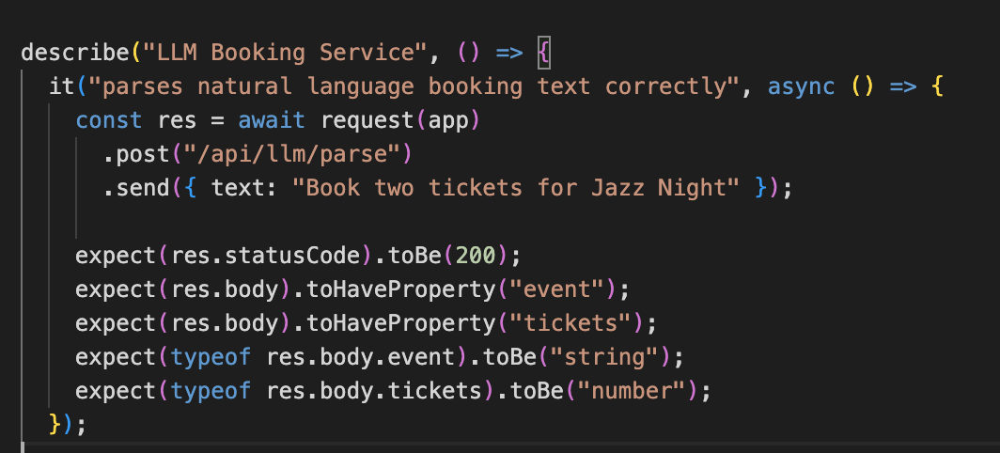 describe("LLM Booking Service", () => {
  it("parses natural language booking text correctly", async () => {
    const res = await request(app)
      .post("/api/llm/parse")
      .send({ text: "Book two tickets for Jazz Night" });

    expect(res.statusCode).toBe(200);
    expect(res.body).toHaveProperty("event");
    expect(res.body).toHaveProperty("tickets");
    expect(typeof res.body.event).toBe("string");
    expect(typeof res.body.tickets).toBe("number");
  });